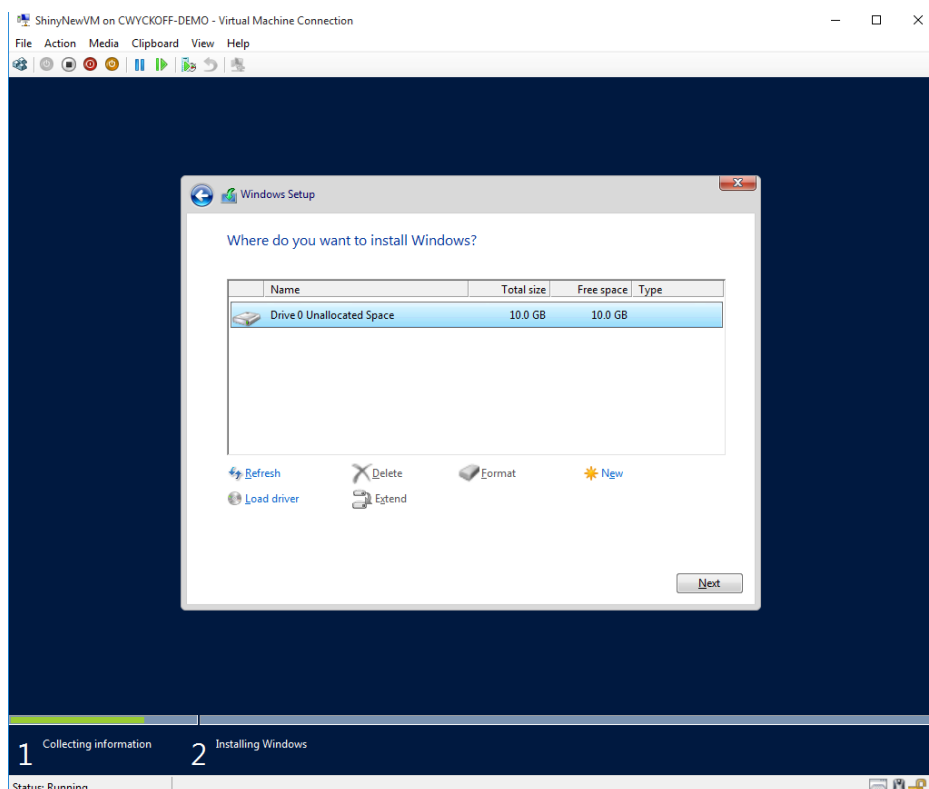 ShinyNewVM on CWYCKOFF-DEMO - Virtual Machine Connection
File Action Media Clipboard View Help
Windows Setup
Where do you want to install Windows?
Name Total size Free space Type
Drive 0 Unallocated Space 10.0 GB 10.0 GB
Refresh Delete Format New
Load driver Extend
Next
1 Collecting information 2 Installing Windows
Status: Running